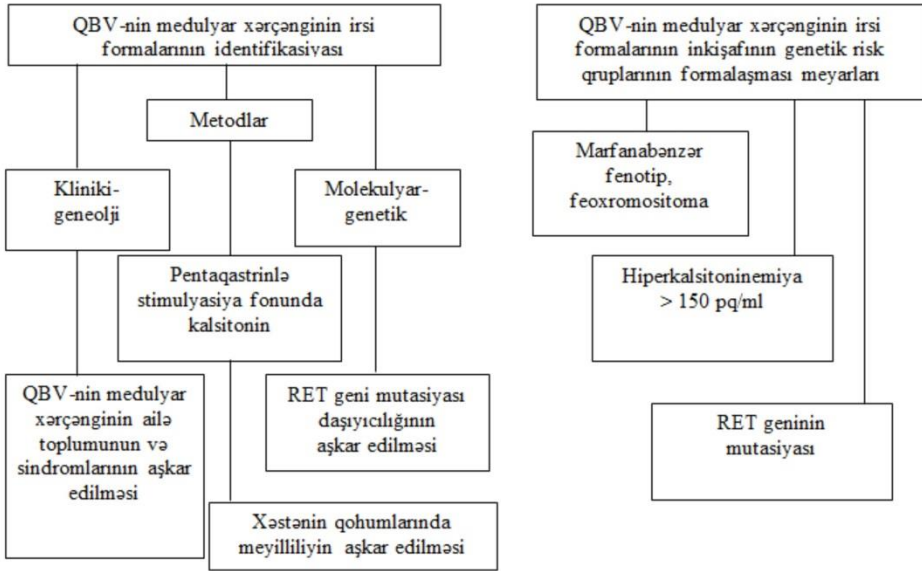 QBV-nin medulyar xərçənginin irsi
formalarının identifikasiyası
Metodlar
Kliniki-
geneolji
Molekulyar-
genetik
Pentaqastrinlə
stimulyasiya fonunda
kalsitonin
QBV-nin medulyar
xərçənginin ailə
toplumunun və
sindromlarının aşkar
edilməsi
RET geni mutasiyası
daşıyıcılığının
aşkar edilməsi
Xəstənin qohumlarında
meyilliliyin aşkar edilməsi
QBV-nin medulyar xərçənginin irsi
formalarının inkişafının genetik risk
qruplarının formalaşması meyarları
Marfanabənzər
fenotip,
feoxromositoma
Hiperkalsitoninemiya
> 150 pq/ml
RET geninin
mutasiyası